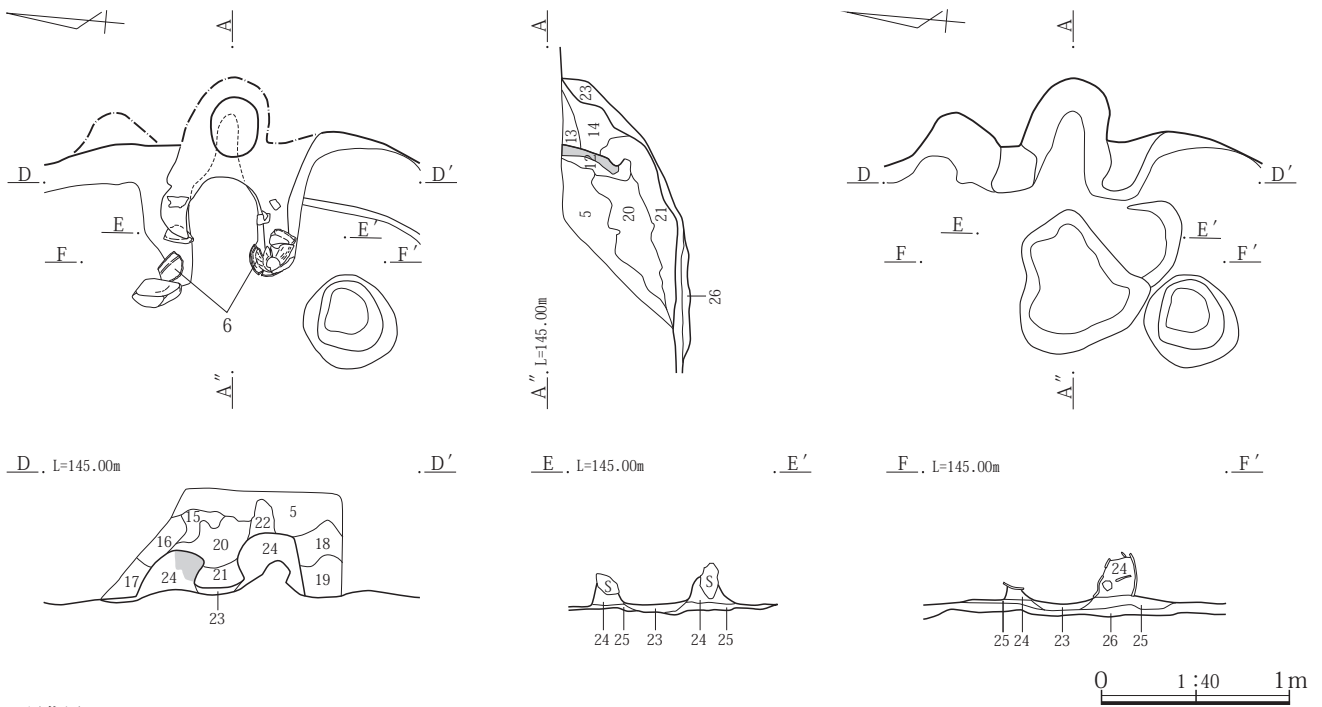 A
A
A
23
13
14
12
D
D′
D
D′
5
20
21
E
E′
E
E′
F
F′
F
F′
26
6
L=145.00m
A″
A″
A″
D
L=145.00m
D′
E
L=145.00m
E′
F
L=145.00m
F′
15
5
22
16
20
24
18
24
21
17
19
23
S
S
24 25 23 24 25
24
25 24 23 26 25
0 1:40 1m